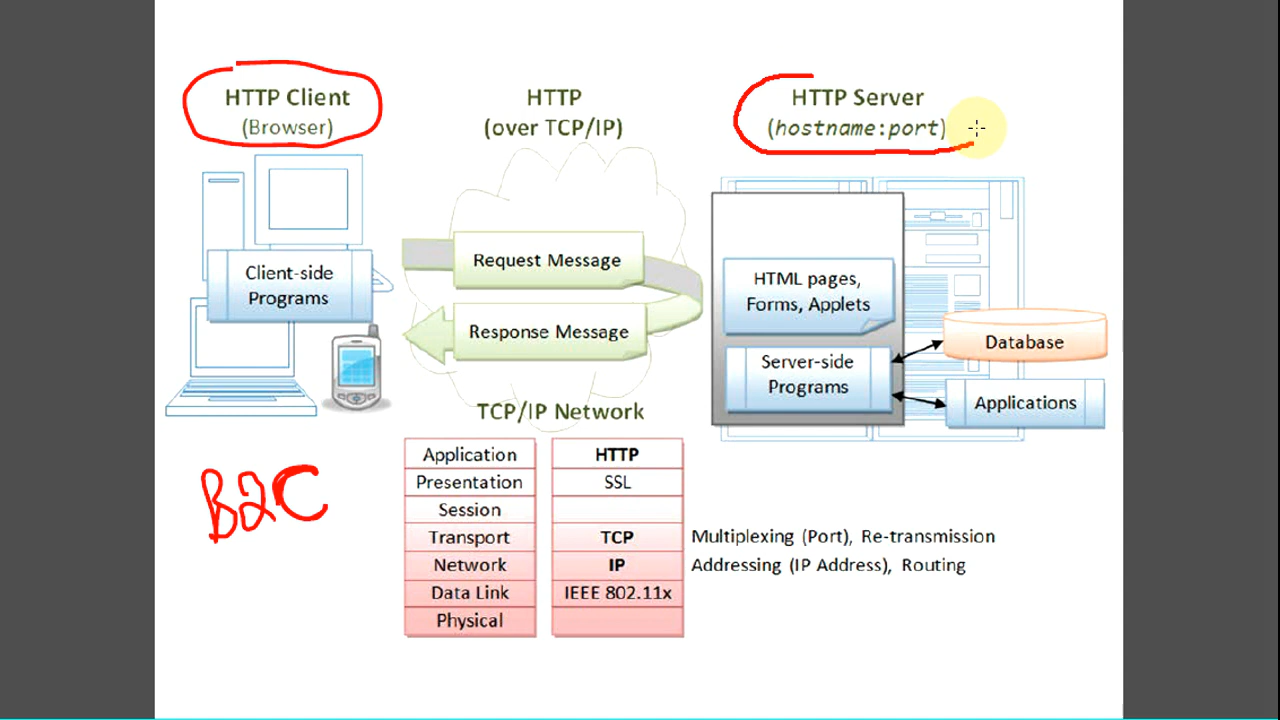 HTTP Client
(Browser)
HTTP
(over TCP/IP)
HTTP Server
(hostname:port)
Client-side
Programs
Request Message
Response Message
HTML pages,
Forms, Applets
Server-side
Programs
Database
Applications
TCP/IP Network
Application HTTP
Presentation SSL
Session
Transport TCP Multiplexing (Port), Re-transmission
Network IP Addressing (IP Address), Routing
Data Link IEEE 802.11x
Physical
B2C